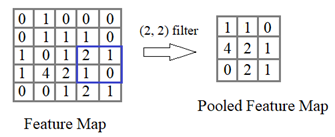 0 1 0 0 0
0 1 1 1 0
1 0 1 2 1
1 4 2 1 0
0 0 1 2 1
Feature Map
(2, 2) filter
1 1 0
4 2 1
0 2 1
Pooled Feature Map